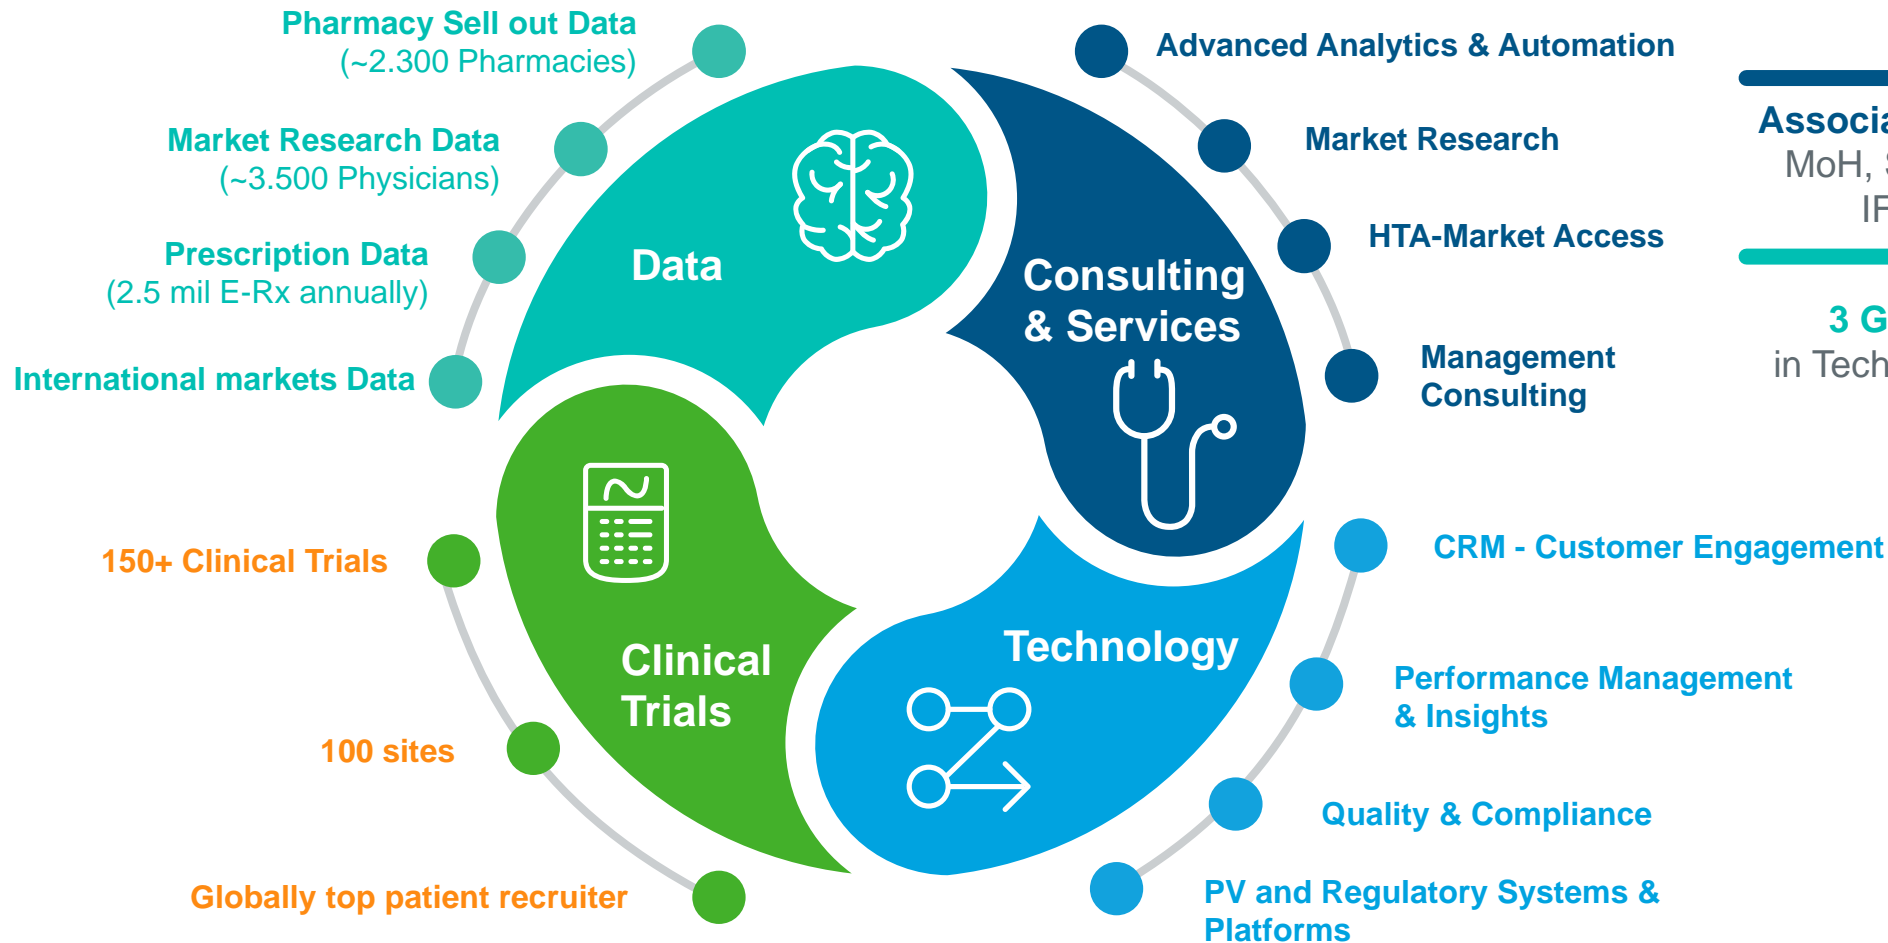 Pharmacy Sell out Data
(~2.300 Pharmacies)
Market Research Data
(~3.500 Physicians)
Prescription Data
(2.5 mil E-Rx annually)
International markets Data
Data
Consulting
& Services
Advanced Analytics & Automation
Market Research
HTA-Market Access
Management
Consulting
MoH,
3
in
150+ Clinical Trials
100 sites
Globally top patient recruiter
Clinical
Trials
Technology
CRM - Customer Engagement
Performance Management
& Insights
Quality & Compliance
PV and Regulatory Systems &
Platforms